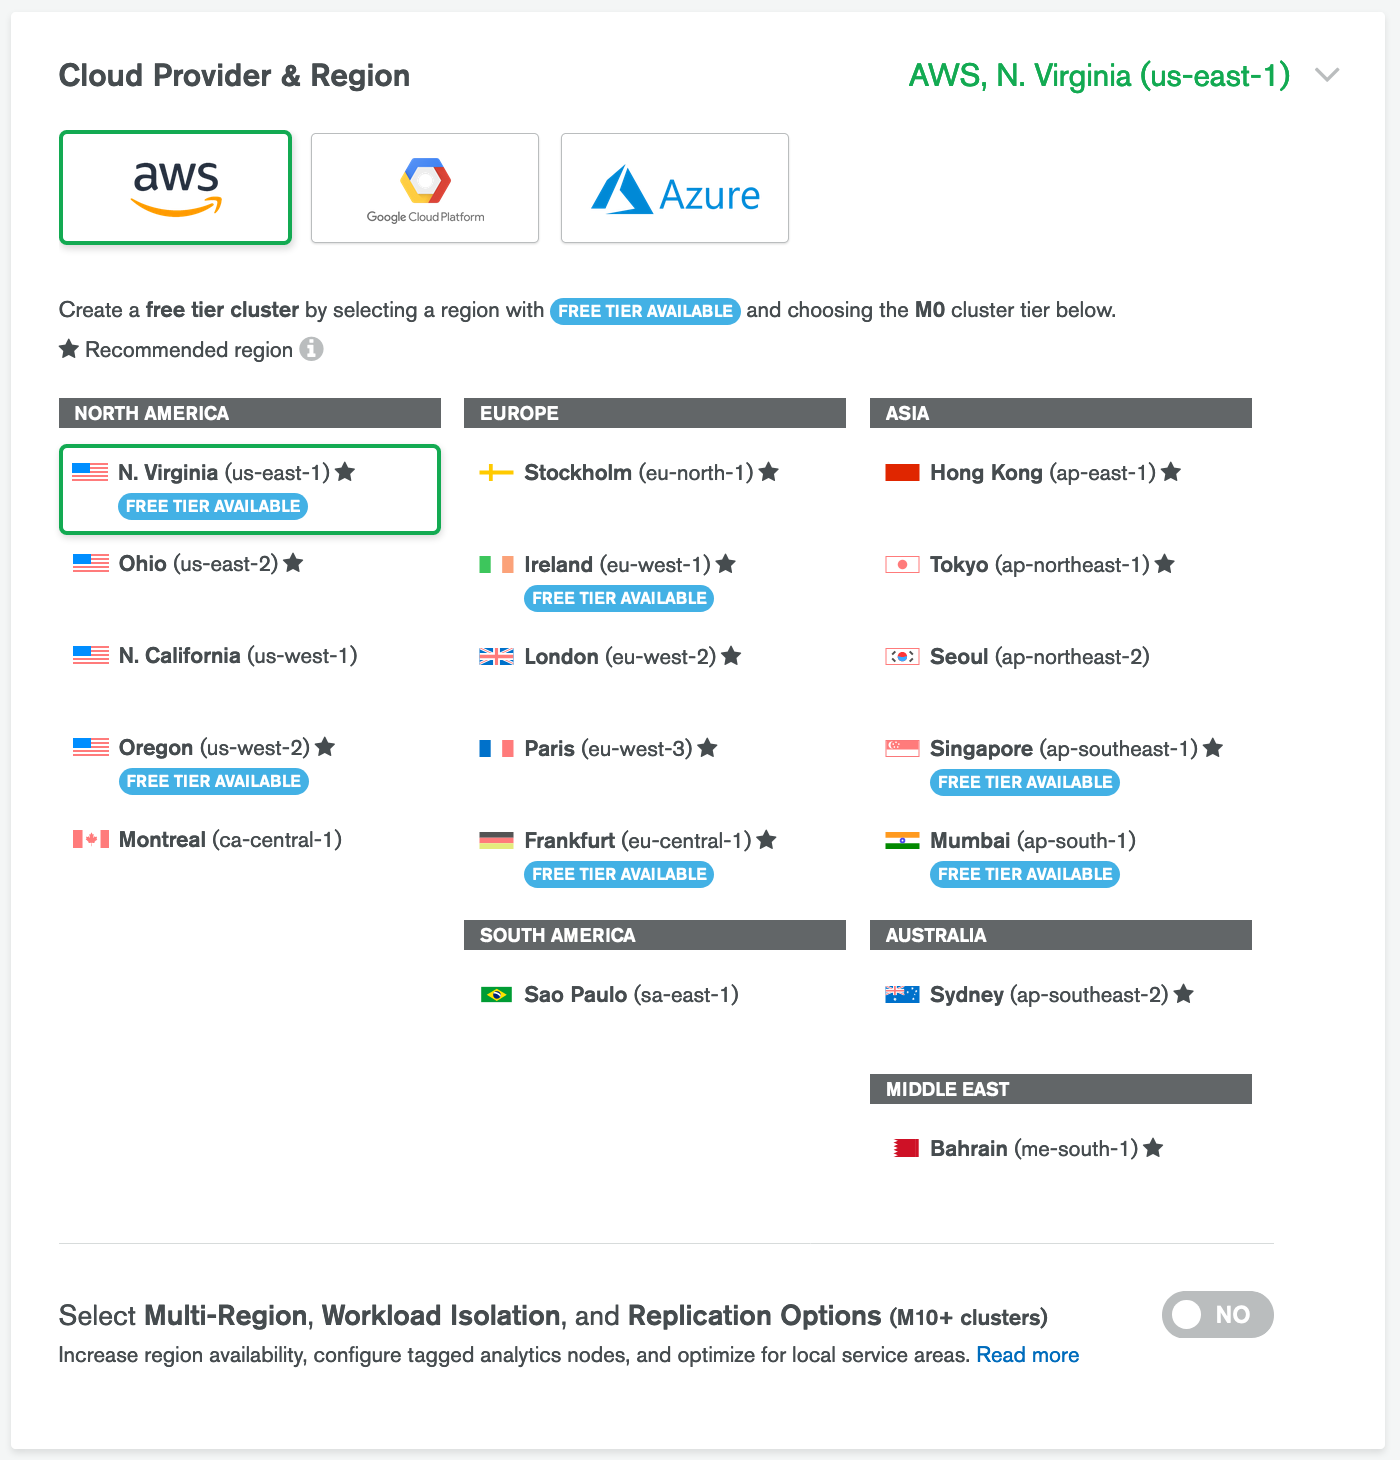 Cloud Provider & Region
AWS, N. Virginia (us-east-1)
aws
Google Cloud Platform
Azure
Create a free tier cluster by selecting a region with FREE TIER AVAILABLE and choosing the M0 cluster tier below.
★ Recommended region i
NORTH AMERICA
N. Virginia (us-east-1) ★
FREE TIER AVAILABLE
Ohio (us-east-2) ★
N. California (us-west-1)
Oregon (us-west-2) ★
FREE TIER AVAILABLE
Montreal (ca-central-1)
EUROPE
Stockholm (eu-north-1) ★
Ireland (eu-west-1) ★
FREE TIER AVAILABLE
London (eu-west-2) ★
Paris (eu-west-3) ★
Frankfurt (eu-central-1) ★
FREE TIER AVAILABLE
SOUTH AMERICA
Sao Paulo (sa-east-1)
ASIA
Hong Kong (ap-east-1) ★
Tokyo (ap-northeast-1) ★
Seoul (ap-northeast-2)
Singapore (ap-southeast-1) ★
FREE TIER AVAILABLE
Mumbai (ap-south-1)
FREE TIER AVAILABLE
AUSTRALIA
Sydney (ap-southeast-2) ★
MIDDLE EAST
Bahrain (me-south-1) ★
Select Multi-Region, Workload Isolation, and Replication Options (M10+ clusters)
NO
Increase region availability, configure tagged analytics nodes, and optimize for local service areas. Read more